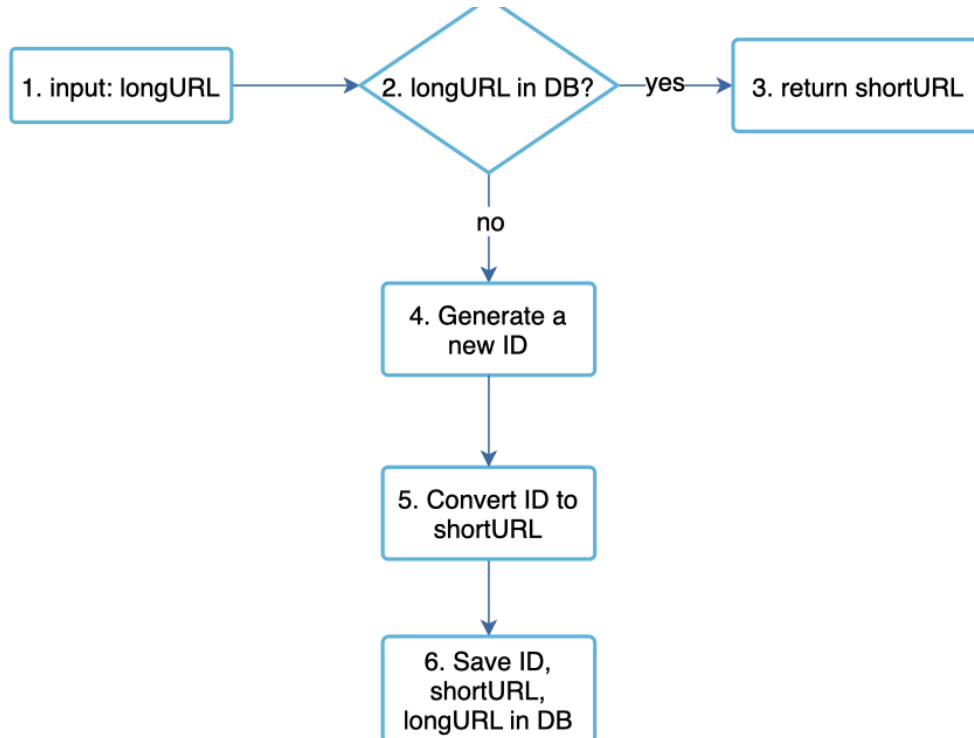 1. input: longURL
2. longURL in DB?
yes
3. return shortURL
no
4. Generate a
new ID
5. Convert ID to
shortURL
6. Save ID,
shortURL,
longURL in DB